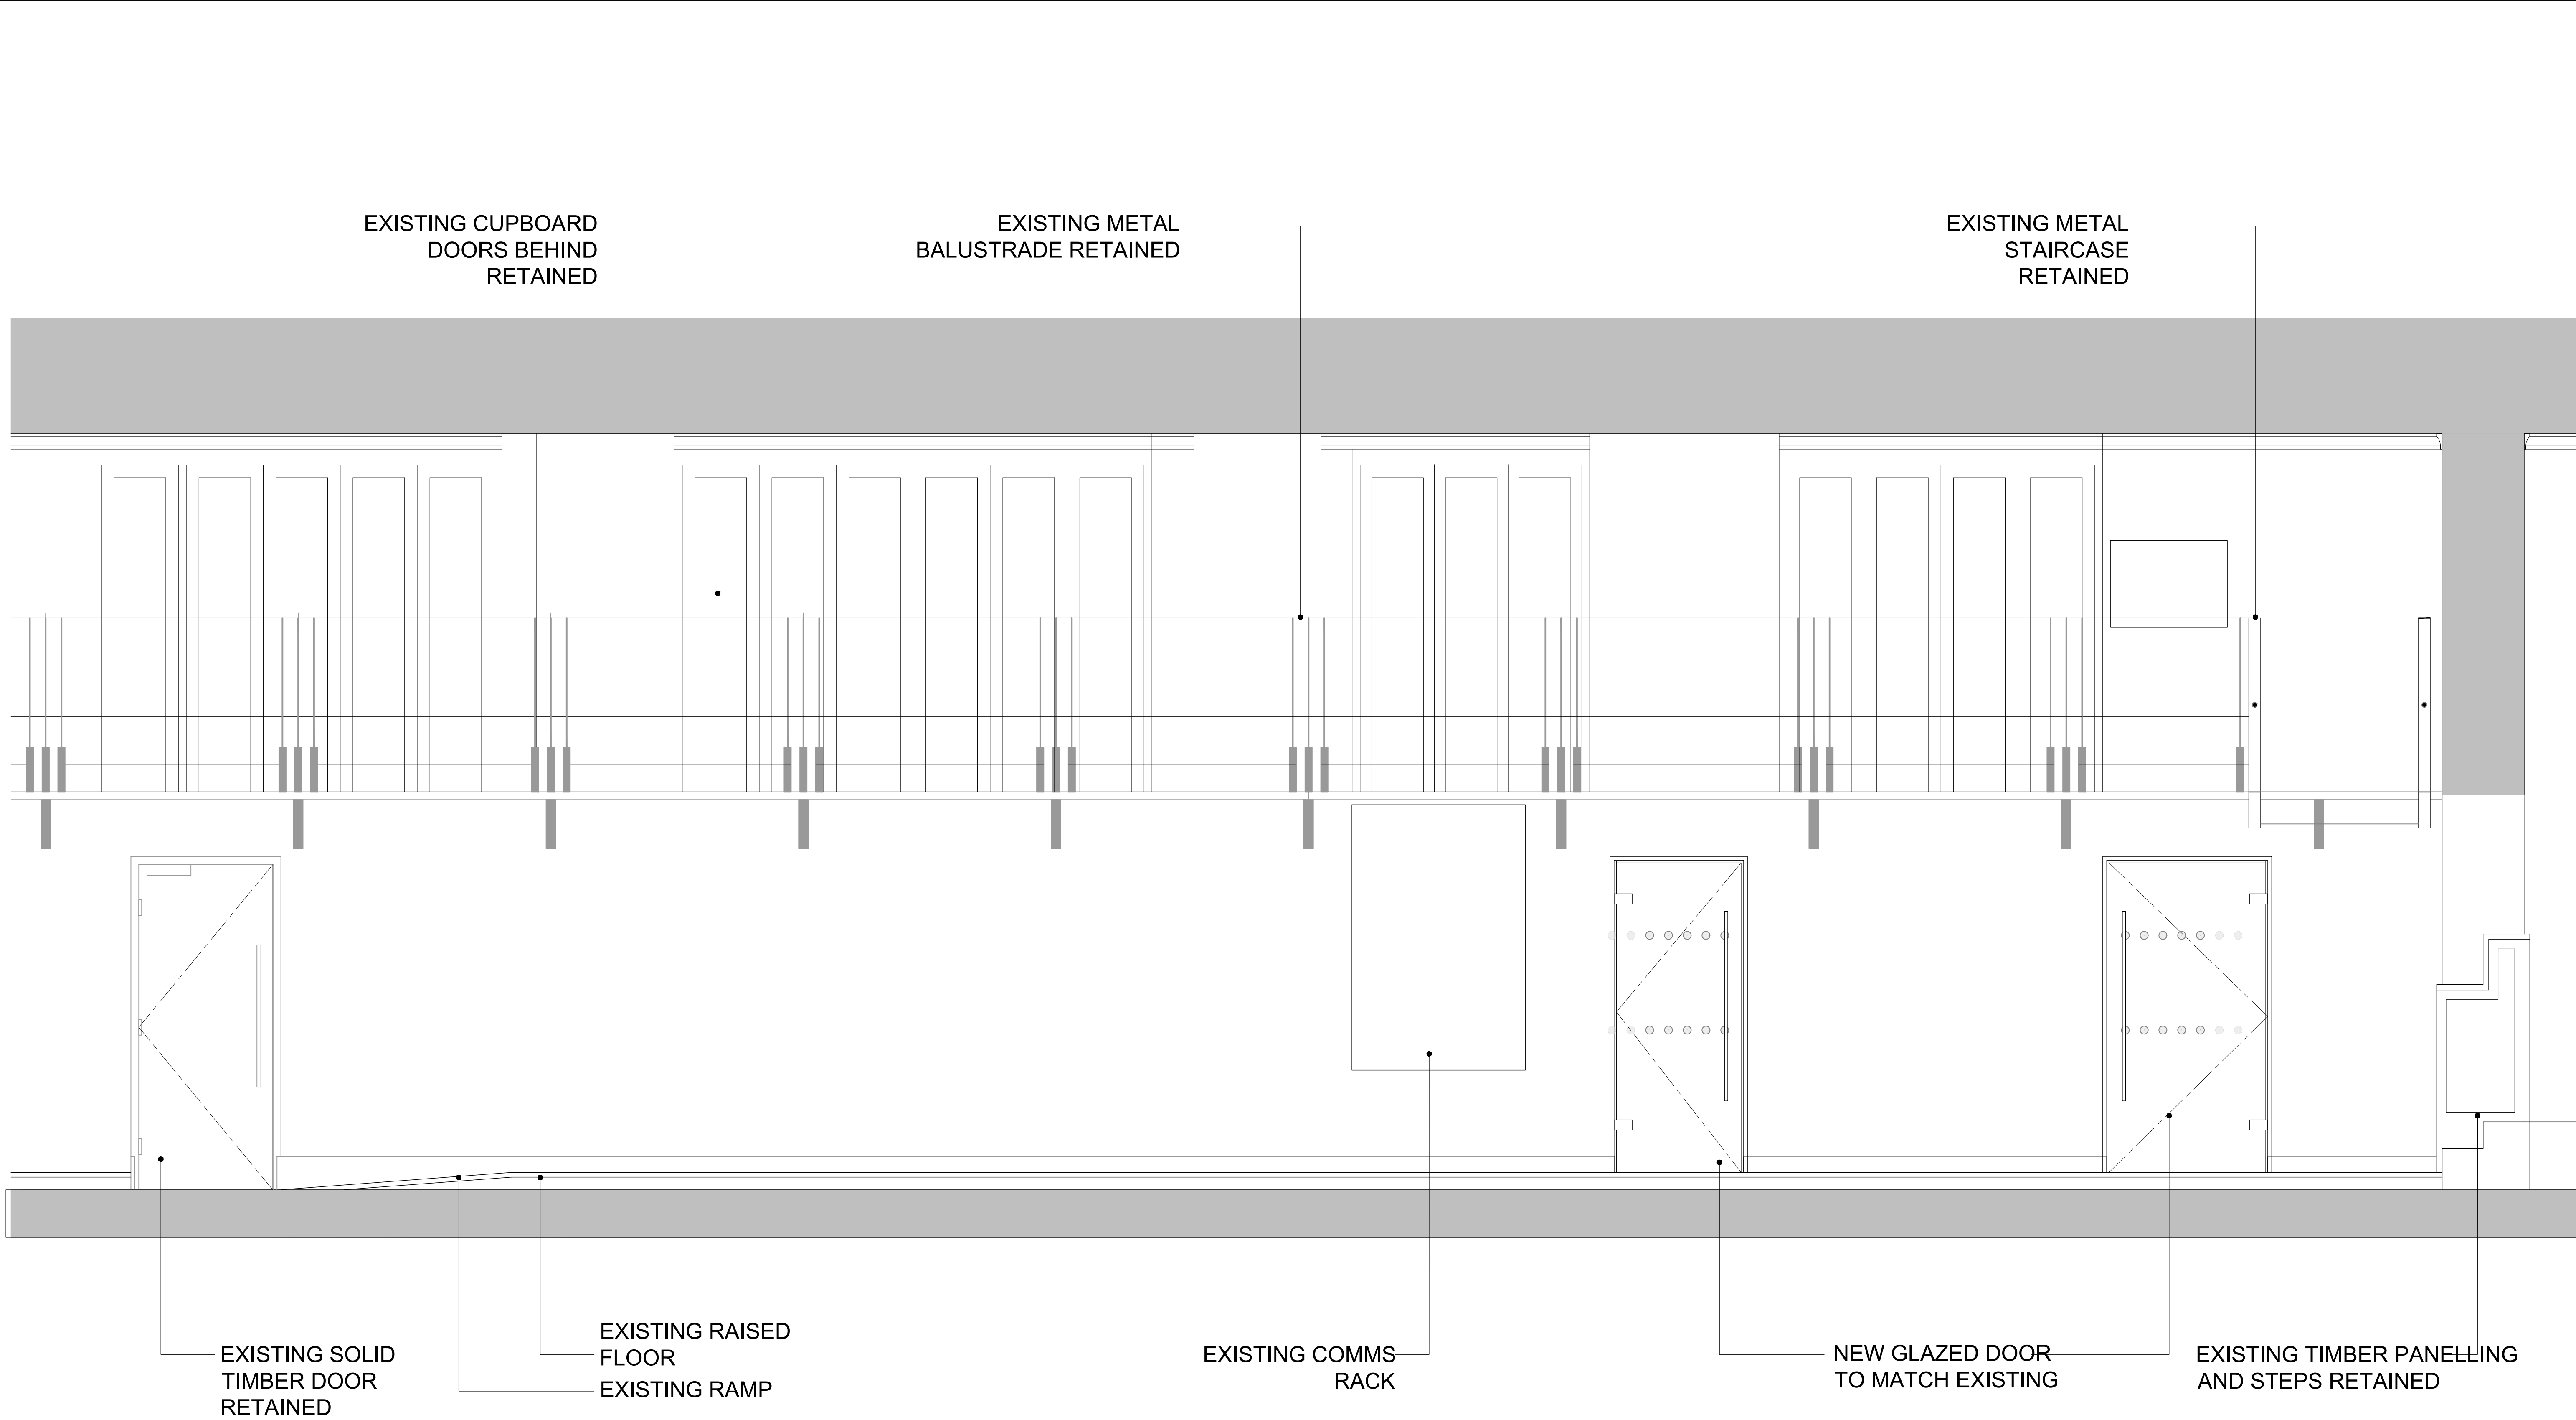 EXISTING CUPBOARD
DOORS BEHIND
RETAINED
EXISTING METAL
BALUSTRADE RETAINED
EXISTING METAL
STAIRCASE
RETAINED
EXISTING SOLID
TIMBER DOOR
RETAINED
EXISTING RAISED
FLOOR
EXISTING RAMP
EXISTING COMMS
RACK
NEW GLAZED DOOR
TO MATCH EXISTING
EXISTING TIMBER PANELLING
AND STEPS RETAINED